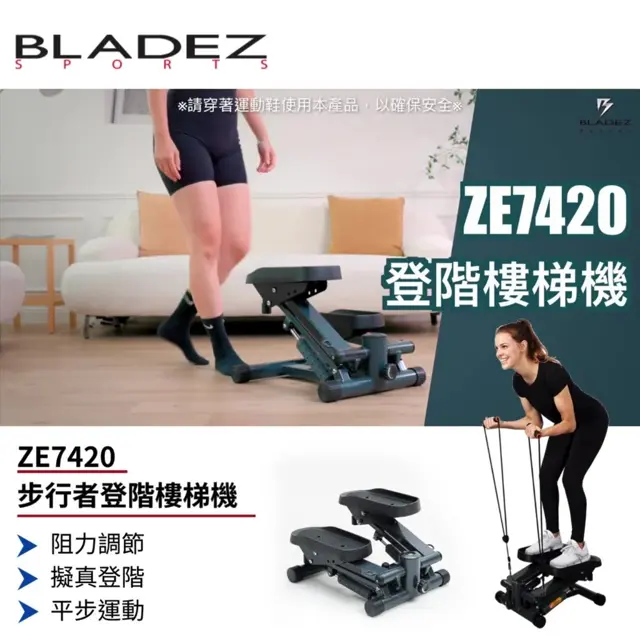 BLADEZ
SPORTS
※請穿著運動鞋使用本產品，以確保安全※
BLADEZ
ZE7420
登階樓梯機
ZE7420
步行者登階樓梯機
阻力調節
擬真登階
平步運動